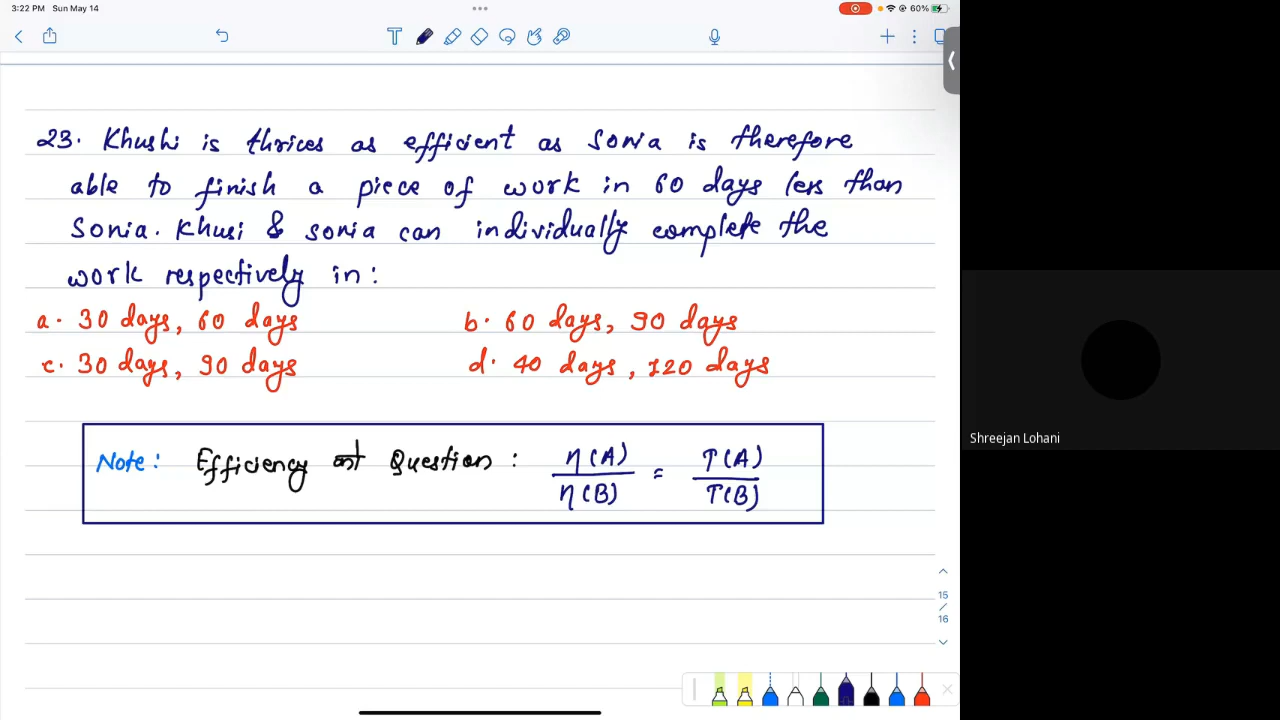 3:22 PM Sun May 14
60%
23. Khushi is thrices as efficient as Sonia is therefore
able to finish a piece of work in 60 days less than
Sonia. Khusi & sonia can individually complete the
work respectively in:
a. 30 days, 60 days b. 60 days, 90 days
c. 30 days, 90 days d. 40 days, 120 days
Note: Efficiency Question: η(A)/η(B) = T(A)/T(B)
Shreejan Lohani
15
/
16